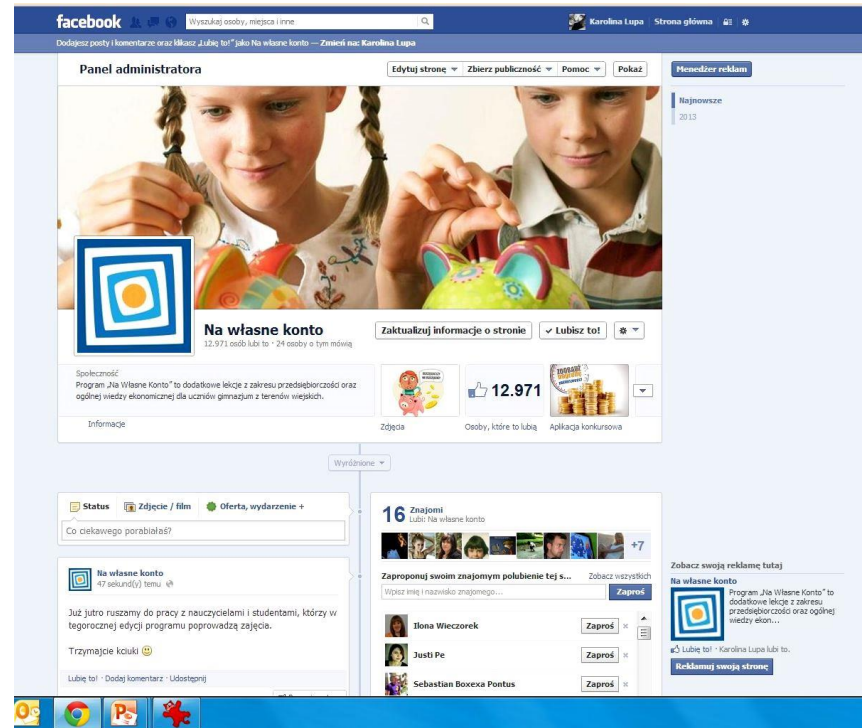 facebook
Wyszukaj osoby, miejsca i inne
Karolina Lupa
Strona główna
Dodajesz posty i komentarze oraz klikasz „Lubię to!” jako Na własne konto — Zmień na: Karolina Lupa
Panel administratora
Edytuj stronę
Zbierz publiczność
Pomoc
Pokaż
Menedżer reklam
Najnowsze
2013
Na własne konto
12.971 osób lubi to · 24 osoby o tym mówią
Zaktualizuj informacje o stronie
✓ Lubisz to!
Społeczność
Program „Na Własne Konto” to dodatkowe lekcje z zakresu przedsiębiorczości oraz
ogólnej wiedzy ekonomicznej dla uczniów gimnazjum z terenów wiejskich.
Informacje
Zdjęcia
12.971
Osoby, które to lubią
Aplikacja konkursowa
Wyróżnione
Status
Zdjęcie / film
Oferta, wydarzenie +
Co ciekawego porabiałaś?
Na własne konto
47 sekund(y) temu
Już jutro ruszamy do pracy z nauczycielami i studentami, którzy w
tegorocznej edycji programu poprowadzą zajęcia.
Trzymajcie kciuki
Lubię to! · Dodaj komentarz · Udostępnij
16 Znajomi
Lubi: Na własne konto
+7
Zaproponuj swoim znajomym polubienie tej s...
Zobacz wszystkich
Wpisz imię i nazwisko znajomego...
Zaproś
Ilona Wieczorek
Zaproś
Justi Pe
Zaproś
Sebastian Boxexa Pontus
Zaproś
Zobacz swoją reklamę tutaj
Na własne konto
Program „Na Własne Konto” to
dodatkowe lekcje z zakresu
przedsiębiorczości oraz ogólnej
wiedzy ekon...
Lubię to! · Karolina Lupa lubi to.
Reklamuj swoją stronę